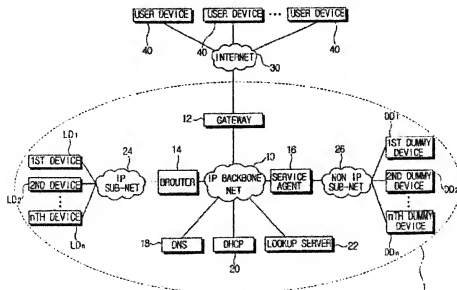 USER DEVICE USER DEVICE ... USER DEVICE
40 40 40
INTERNET
30
12 GATEWAY
LD1 24 14 10 16 26 DD1
1ST DEVICE
IP SUB-NET
DROUTER
IP BACKBONE NET
SERVICE AGENT
NON IP SUB-NET
1ST DUMMY DEVICE
LD2 2ND DEVICE
2ND DUMMY DEVICE DD2
nTH DEVICE
nTH DUMMY DEVICE
LDn
DDn
18 DNS DHCP LOOKUP SERVER 22
20
1